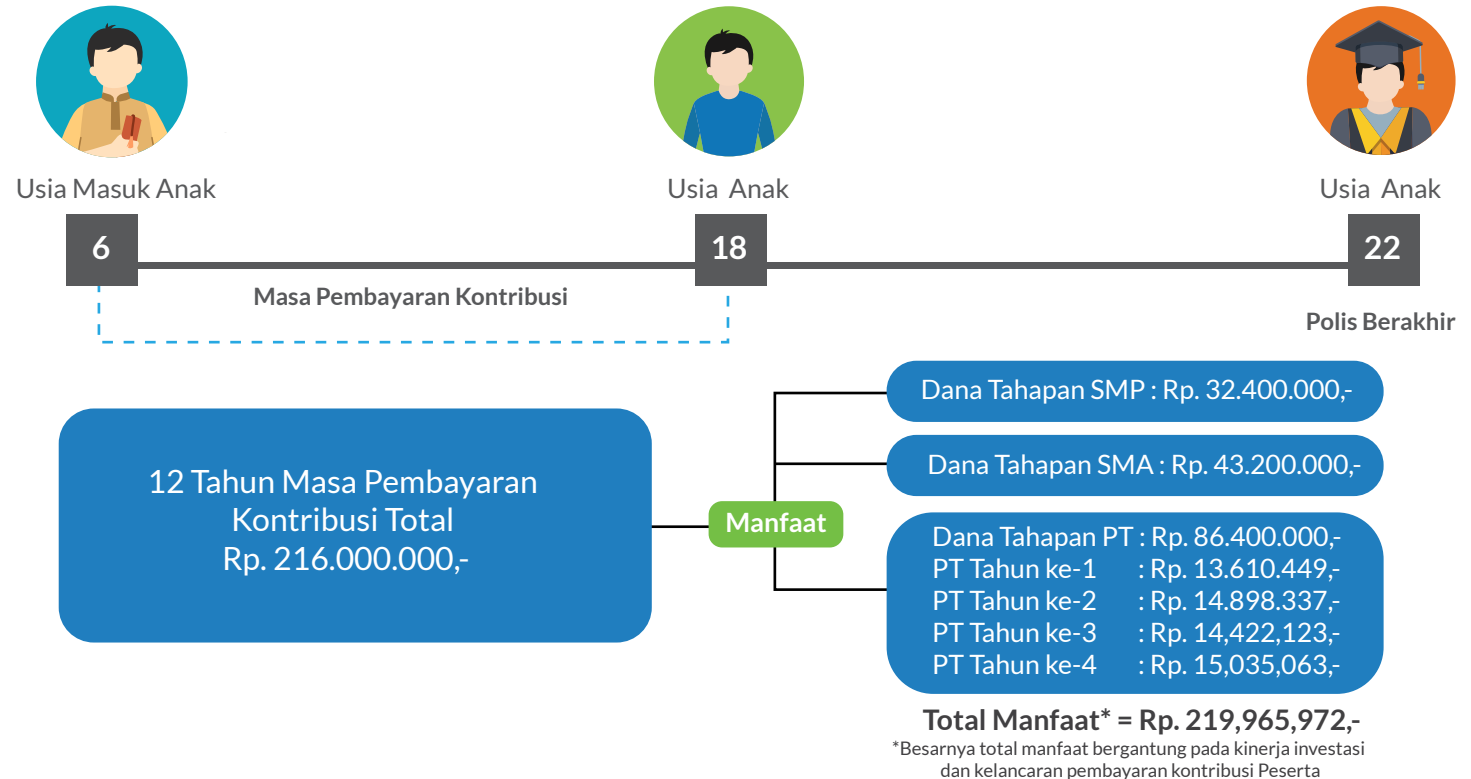 Usia Masuk Anak
Usia Anak
Usia Anak
6
18
22
Masa Pembayaran Kontribusi
Polis Berakhir
12 Tahun Masa Pembayaran
Kontribusi Total
Rp. 216.000.000,-
Manfaat
Dana Tahapan SMP : Rp. 32.400.000,-
Dana Tahapan SMA : Rp. 43.200.000,-
Dana Tahapan PT : Rp. 86.400.000,-
PT Tahun ke-1 : Rp. 13.610.449,-
PT Tahun ke-2 : Rp. 14.898.337,-
PT Tahun ke-3 : Rp. 14,422,123,-
PT Tahun ke-4 : Rp. 15,035,063,-
Total Manfaat* = Rp. 219,965,972,-
*Besarnya total manfaat bergantung pada kinerja investasi
dan kelancaran pembayaran kontribusi Peserta